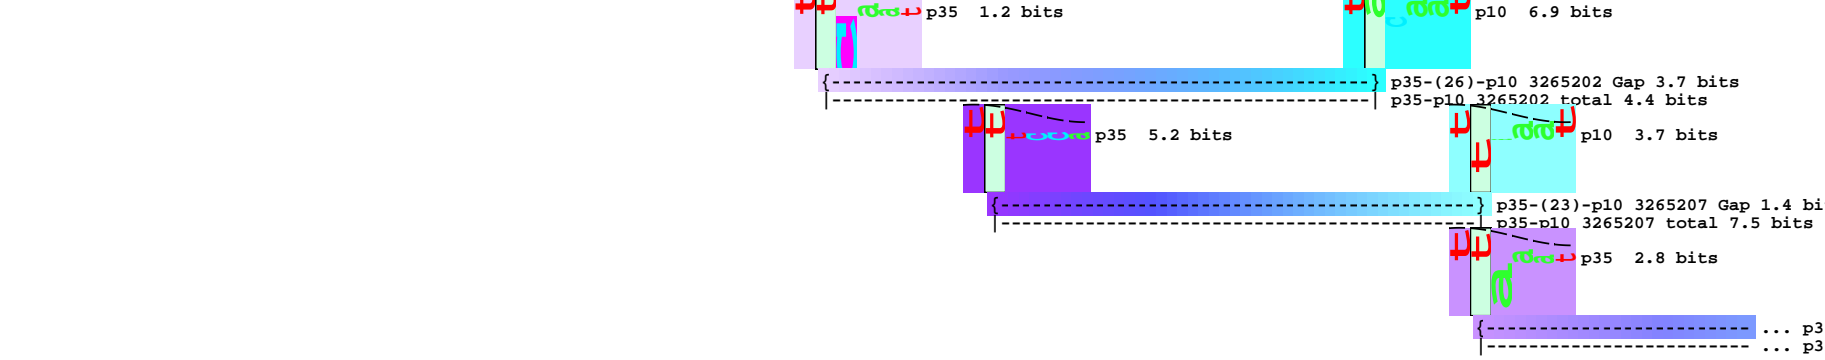 p35 1.2 bits
p10 6.9 bits
{----------------------------------------------------} p35-(26)-p10 3265202 Gap 3.7 bits
|----------------------------------------------------| p35-p10 3265202 total 4.4 bits
p35 5.2 bits
p10 3.7 bits
{----------------------------------------------} p35-(23)-p10 3265207 Gap 1.4 bi
|----------------------------------------------| p35-p10 3265207 total 7.5 bits
p35 2.8 bits
{------------------------- ... p3
|------------------------- ... p3